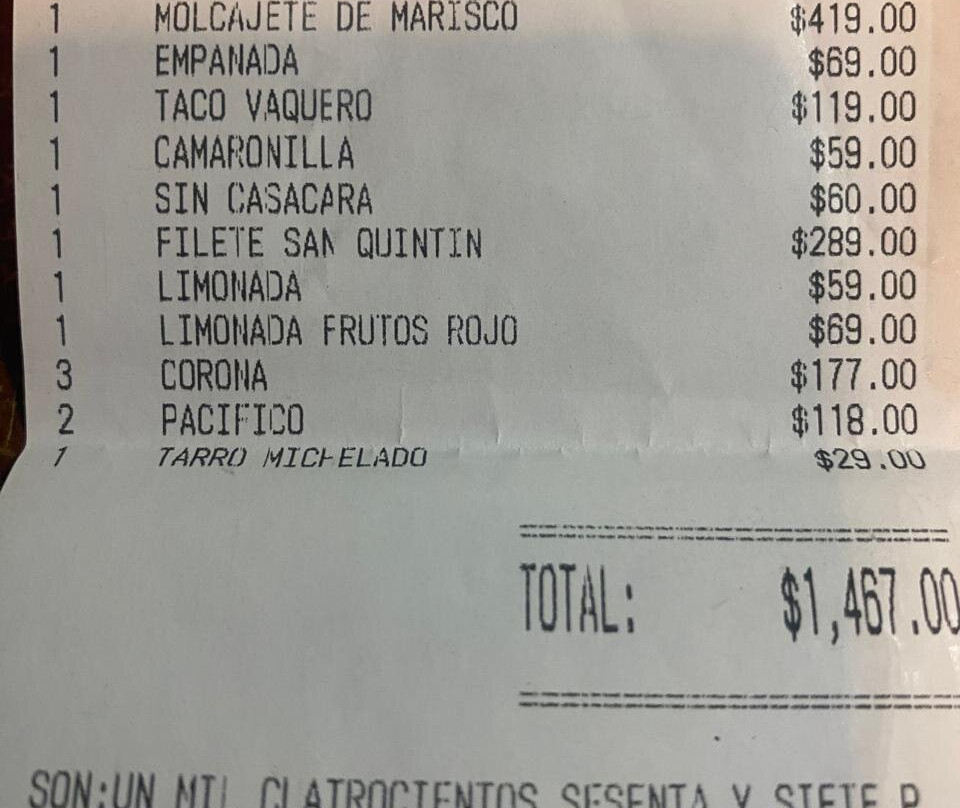 1 MOLCAJETE DE MARISCO $419.00
1 EMPANADA $69.00
1 TACO VAQUERO $119.00
1 CAMARONILLA $59.00
1 SIN CASACARA $60.00
1 FILETE SAN QUINTIN $289.00
1 LIMONADA $59.00
1 LIMONADA FRUTOS ROJO $69.00
3 CORONA $177.00
2 PACIFICO $118.00
1 TARRO MICHELADO $29.00
TOTAL: $1,467.00
SON:UN MIL CUATROCIENTOS SESENTA Y SIETE P